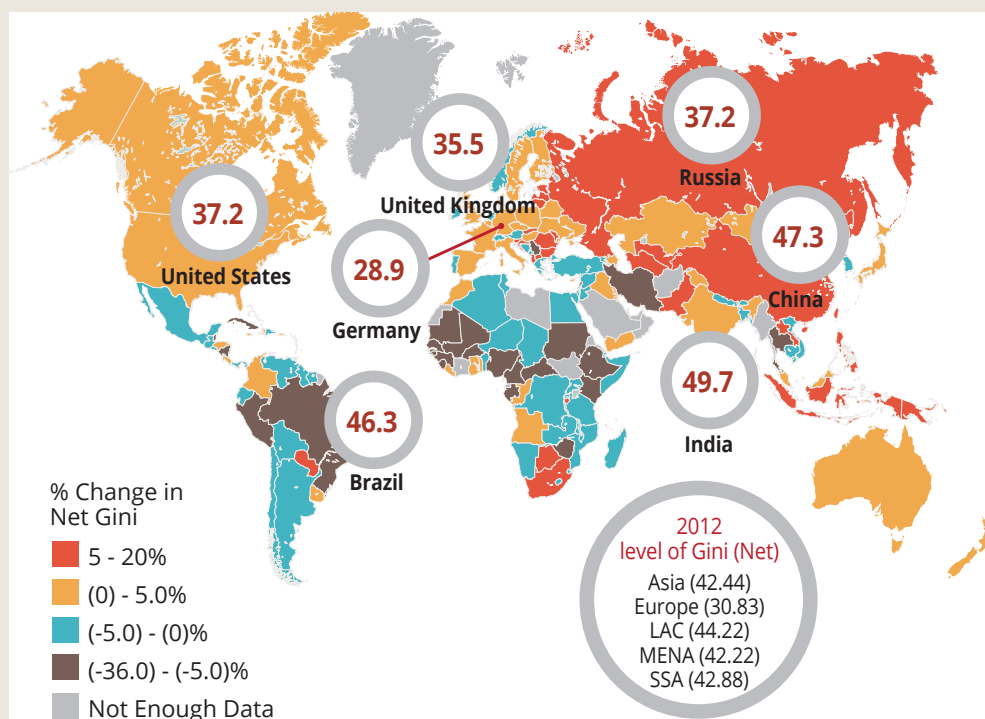 37.2
United States
35.5
United Kingdom
28.9
Germany
37.2
Russia
47.3
China
49.7
India
46.3
Brazil
% Change in
Net Gini
5 - 20%
(0) - 5.0%
(-5.0) - (0)%
(-36.0) - (-5.0)%
Not Enough Data
2012
level of Gini (Net)
Asia (42.44)
Europe (30.83)
LAC (44.22)
MENA (42.22)
SSA (42.88)